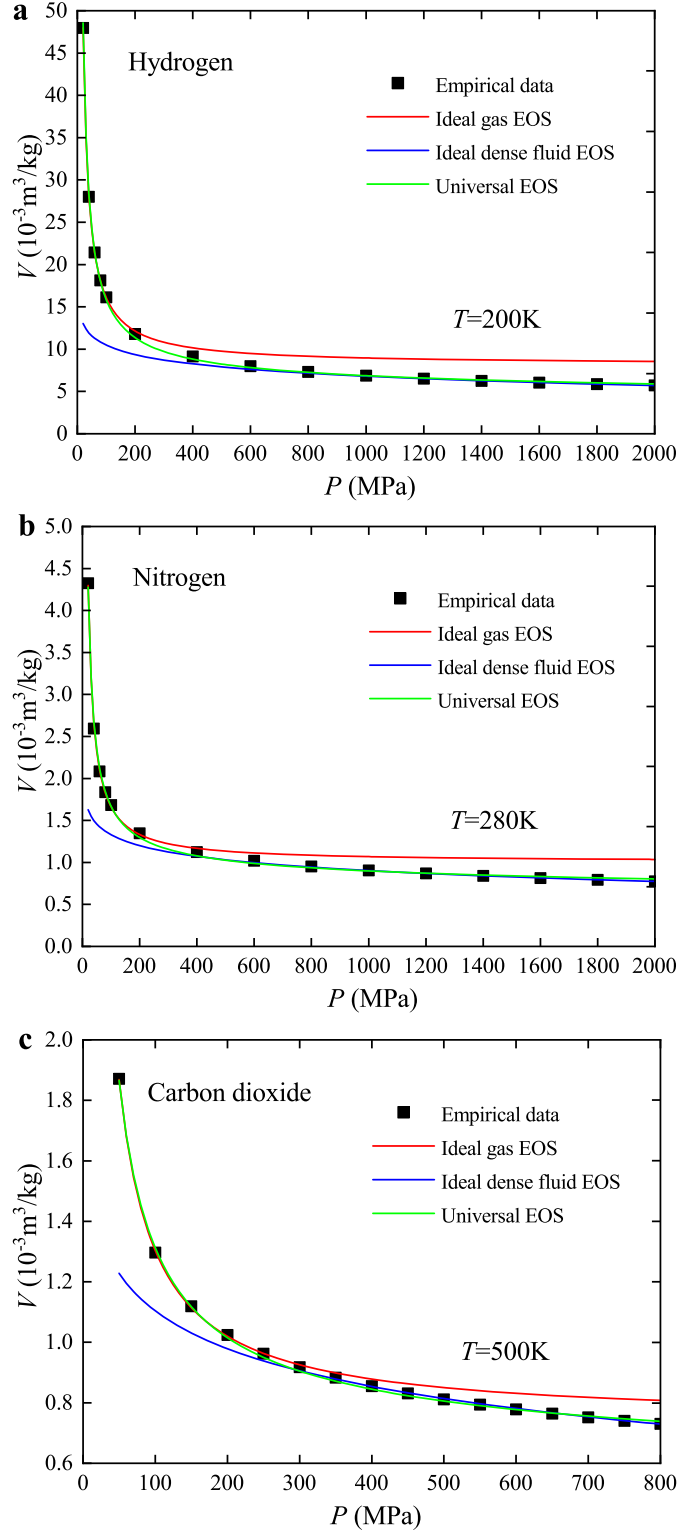 a
50
45
40
35
30
25
20
15
10
5
0
V (10⁻³m³/kg)
Hydrogen
Empirical data
Ideal gas EOS
Ideal dense fluid EOS
Universal EOS
T=200K
0 200 400 600 800 1000 1200 1400 1600 1800 2000
P (MPa)
b
5.0
4.5
4.0
3.5
3.0
2.5
2.0
1.5
1.0
0.5
0.0
V (10⁻³m³/kg)
Nitrogen
Empirical data
Ideal gas EOS
Ideal dense fluid EOS
Universal EOS
T=280K
0 200 400 600 800 1000 1200 1400 1600 1800 2000
P (MPa)
c
2.0
1.8
1.6
1.4
1.2
1.0
0.8
0.6
V (10⁻³m³/kg)
Carbon dioxide
Empirical data
Ideal gas EOS
Ideal dense fluid EOS
Universal EOS
T=500K
0 100 200 300 400 500 600 700 800
P (MPa)